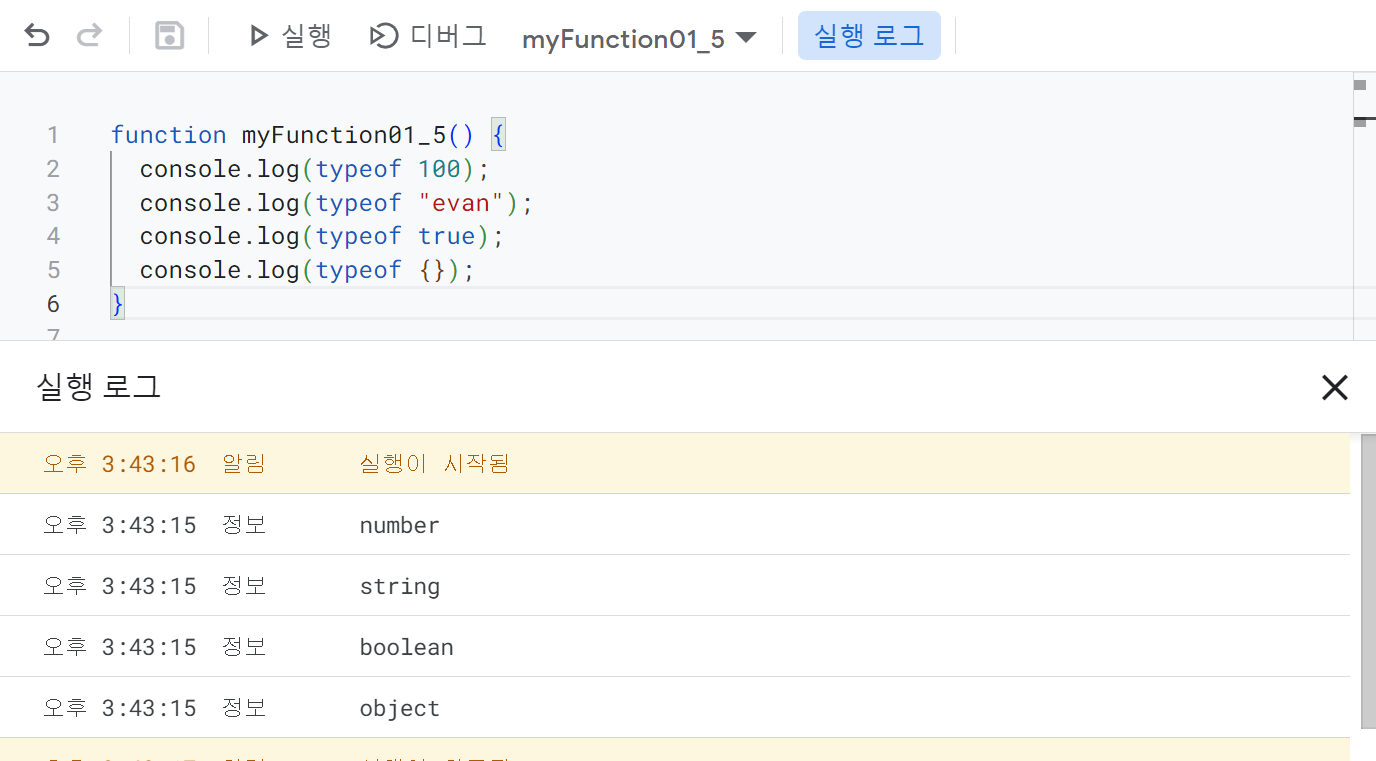 실행 디버그 myFunction01_5 실행 로그
1 function myFunction01_5() {
2 console.log(typeof 100);
3 console.log(typeof "evan");
4 console.log(typeof true);
5 console.log(typeof {});
6 }
7
실행 로그
오후 3:43:16 알림 실행이 시작됨
오후 3:43:15 정보 number
오후 3:43:15 정보 string
오후 3:43:15 정보 boolean
오후 3:43:15 정보 object